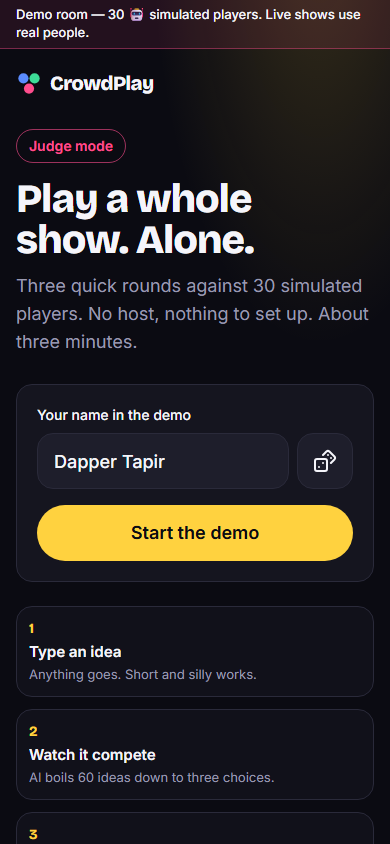 Demo room — 30 🤖 simulated players. Live shows use
real people.
CrowdPlay
Judge mode
Play a whole
show. Alone.
Three quick rounds against 30 simulated
players. No host, nothing to set up. About
three minutes.
Your name in the demo
Dapper Tapir
Start the demo
1
Type an idea
Anything goes. Short and silly works.
2
Watch it compete
AI boils 60 ideas down to three choices.
3